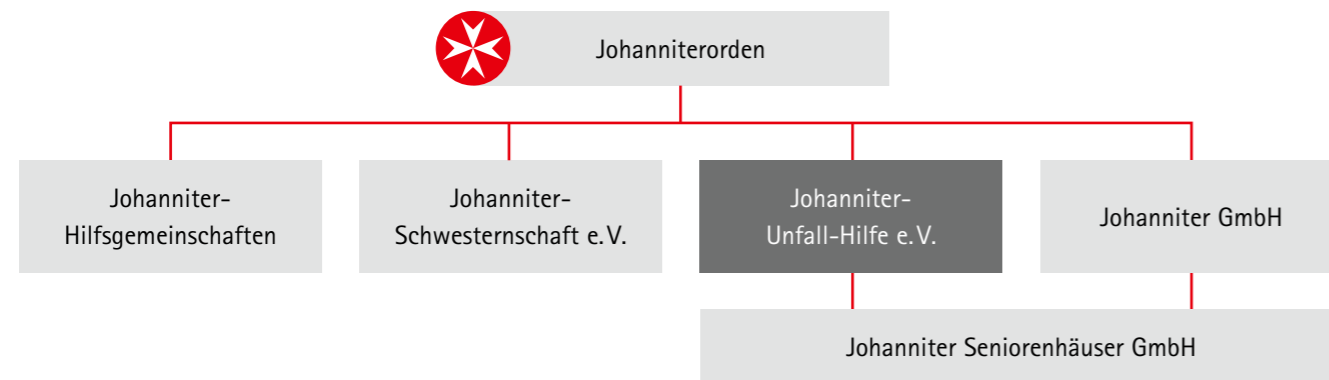 Johanniterorden
Johanniter-
Hilfsgemeinschaften
Johanniter-
Schwesternschaft e.V.
Johanniter-
Unfall-Hilfe e.V.
Johanniter GmbH
Johanniter Seniorenhäuser GmbH